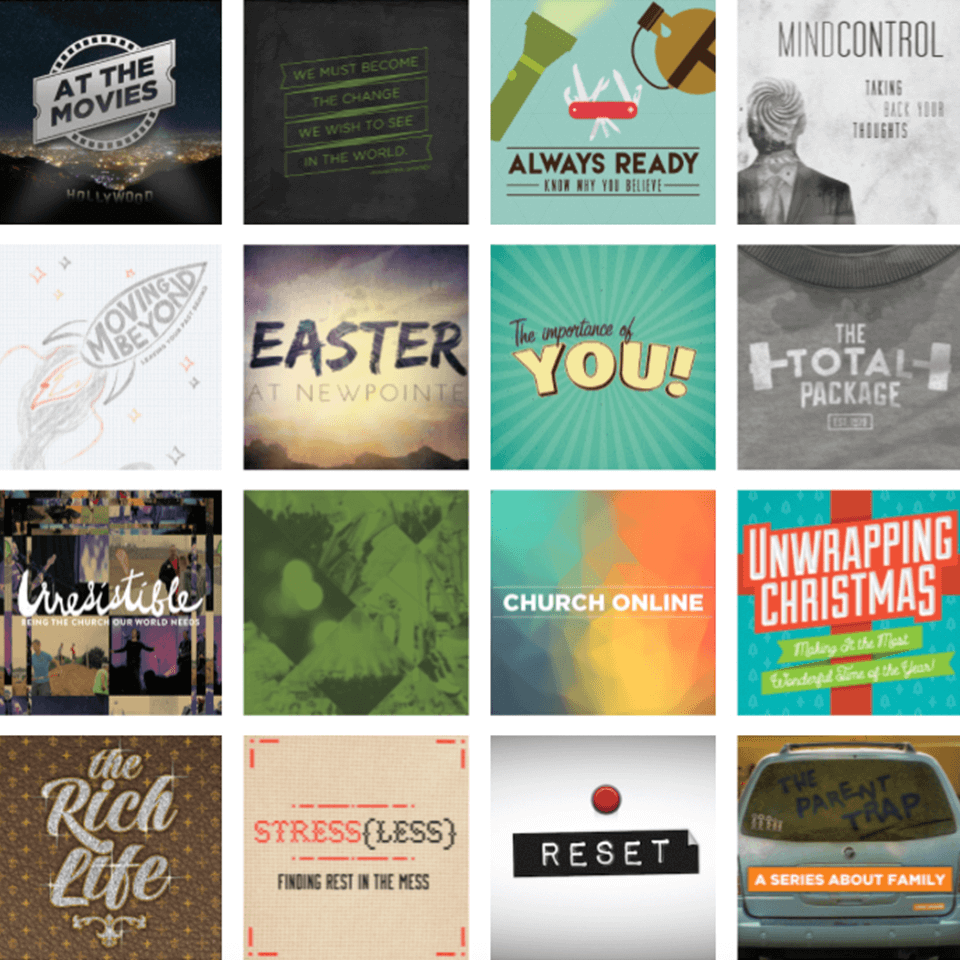 AT THE
MOVIES
HOLLYWOOD
WE MUST BECOME
THE CHANGE
WE WISH TO SEE
IN THE WORLD.
ALWAYS READY
KNOW WHY YOU BELIEVE
MINDCONTROL
TAKING
BACK YOUR
THOUGHTS
MOVING
BEYOND
LEAVING YOUR PAST BEHIND
EASTER
AT NEWPOINTE
The importance of
YOU!
THE
TOTAL
PACKAGE
Irresistible
BEING THE CHURCH OUR WORLD NEEDS
CHURCH ONLINE
UNWRAPPING
CHRISTMAS
Making It the Most
Wonderful Time of the Year!
the
Rich
Life
STRESS{LESS}
FINDING REST IN THE MESS
RESET
THE
PARENT
TRAP
A SERIES ABOUT FAMILY